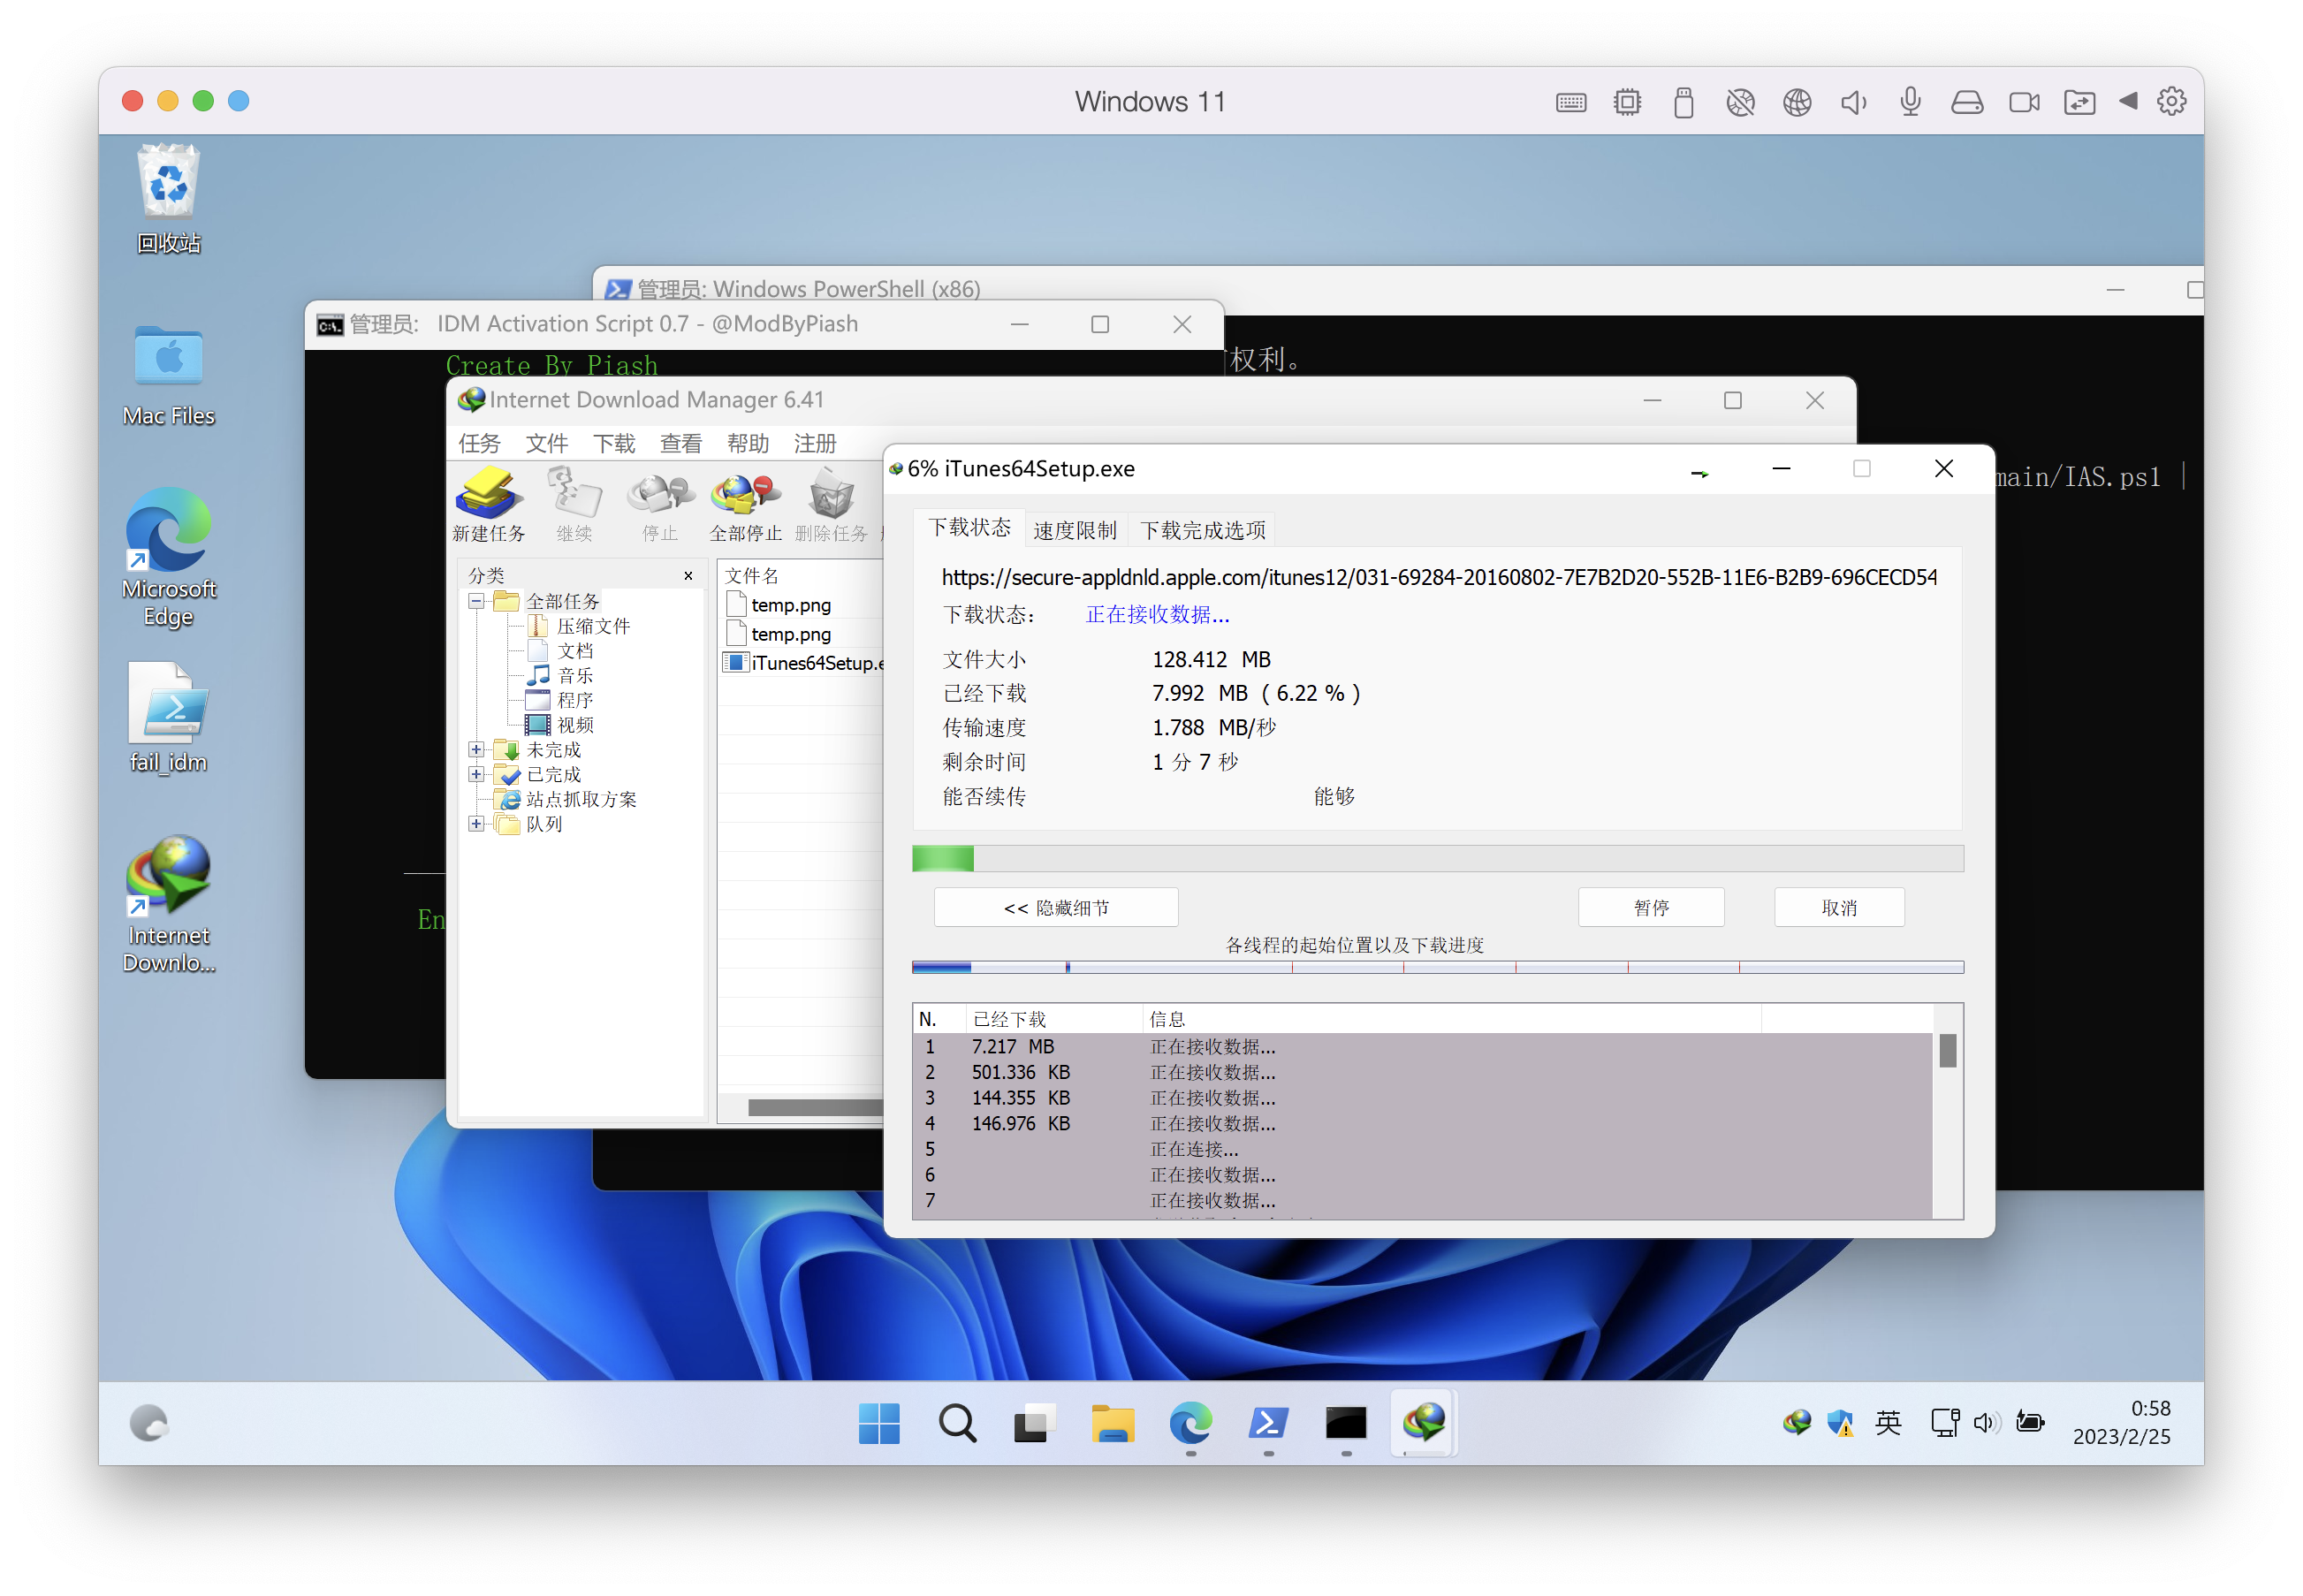 Windows 11
回收站
Mac Files
Microsoft
Edge
fail_idm
Internet
Downlo...
管理员: Windows PowerShell (x86)
权利。
main/IAS.ps1 |
管理员: IDM Activation Script 0.7 - @ModByPiash
Create By Piash
En
Internet Download Manager 6.41
任务 文件 下载 查看 帮助 注册
新建任务 继续 停止 全部停止 删除任务
分类 x
全部任务
压缩文件
文档
音乐
程序
视频
未完成
已完成
站点抓取方案
队列
文件名
temp.png
temp.png
iTunes64Setup.e
6% iTunes64Setup.exe
下载状态 速度限制 下载完成选项
https://secure-appldnld.apple.com/itunes12/031-69284-20160802-7E7B2D20-552B-11E6-B2B9-696CECD54
下载状态: 正在接收数据...
文件大小 128.412 MB
已经下载 7.992 MB ( 6.22 % )
传输速度 1.788 MB/秒
剩余时间 1 分 7 秒
能否续传 能够
<< 隐藏细节 暂停 取消
各线程的起始位置以及下载进度
N. 已经下载 信息
1 7.217 MB 正在接收数据...
2 501.336 KB 正在接收数据...
3 144.355 KB 正在接收数据...
4 146.976 KB 正在接收数据...
5 正在连接...
6 正在接收数据...
7 正在接收数据...
英
0:58
2023/2/25